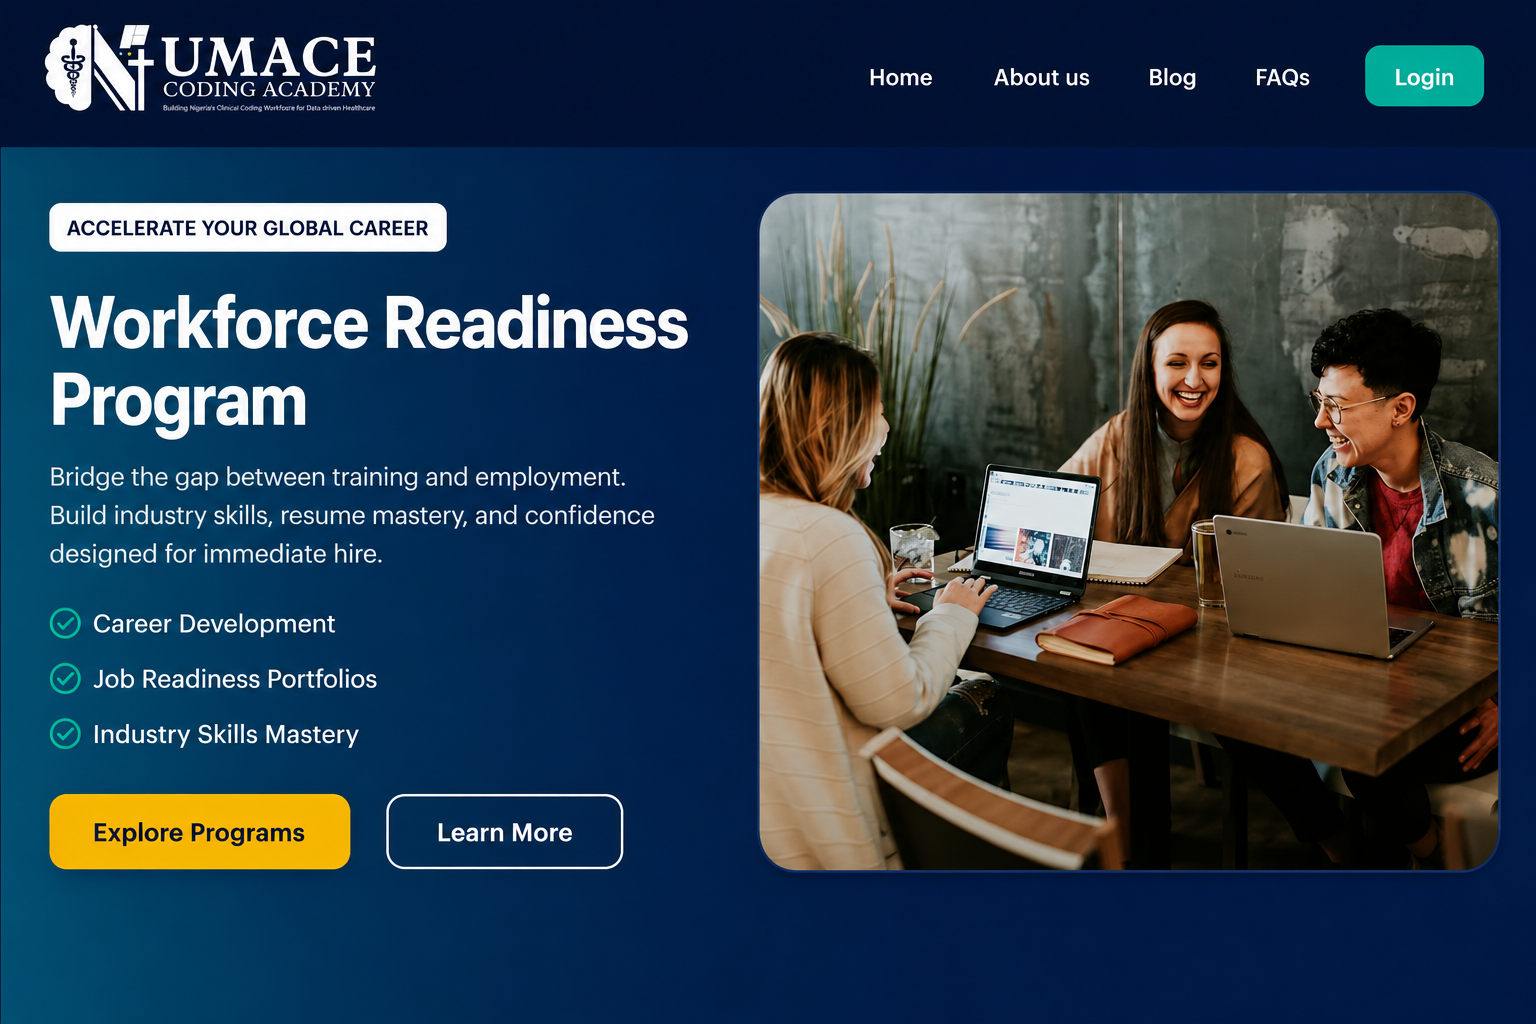 NUMACE
CODING ACADEMY
Building Nigeria's Clinical Coding Workforce for Data driven Healthcare
Home
About us
Blog
FAQs
Login
ACCELERATE YOUR GLOBAL CAREER
Workforce Readiness
Program
Bridge the gap between training and employment.
Build industry skills, resume mastery, and confidence
designed for immediate hire.
Career Development
Job Readiness Portfolios
Industry Skills Mastery
Explore Programs
Learn More